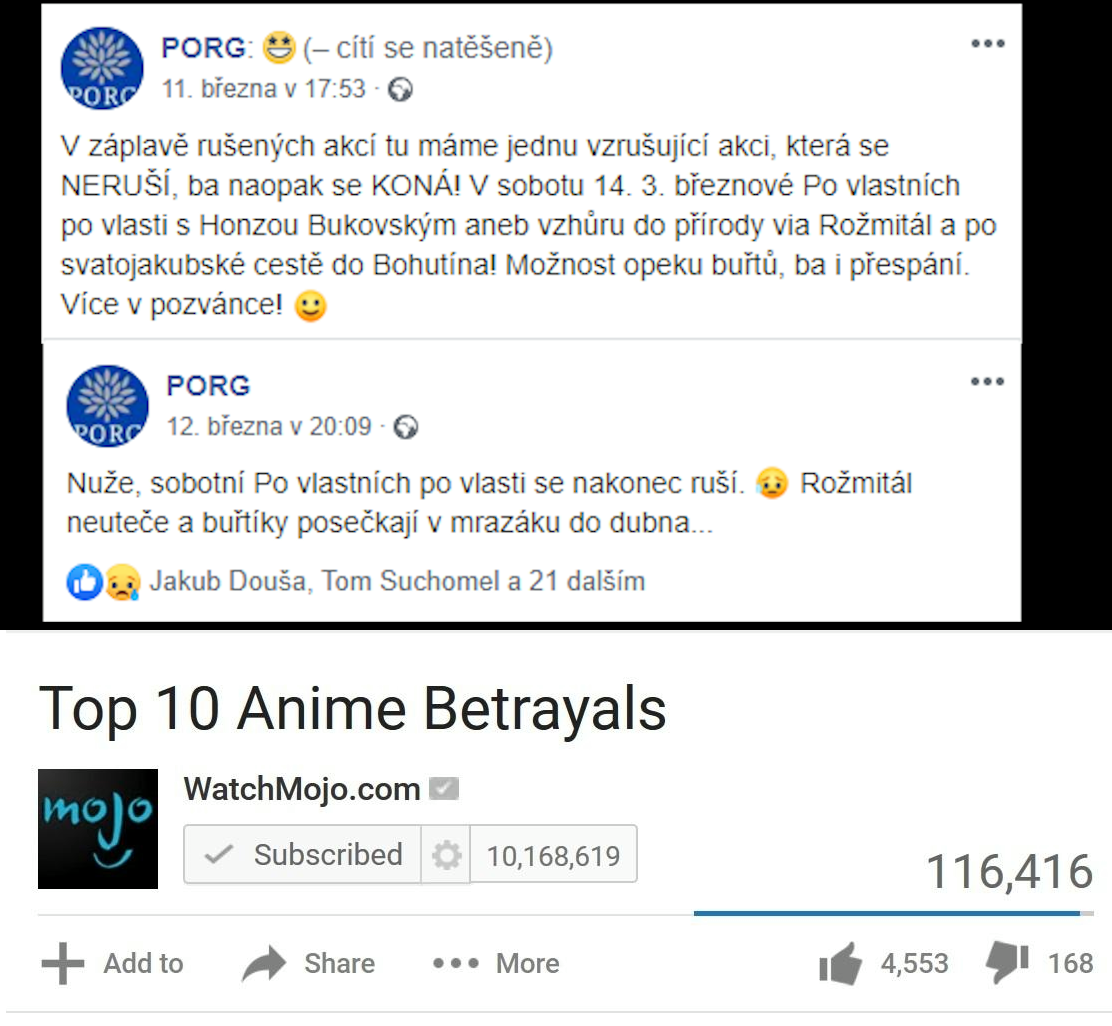 PORG: 🤩 (– cítí se natěšeně)
PORG
11. března v 17:53 ·
V záplavě rušených akcí tu máme jednu vzrušující akci, která se
NERUŠÍ, ba naopak se KONÁ! V sobotu 14. 3. březnové Po vlastních
po vlasti s Honzou Bukovským aneb vzhůru do přírody via Rožmitál a po
svatojakubské cestě do Bohutína! Možnost opeku buřtů, ba i přespání.
Více v pozvánce! 🙂
PORG
PORG
12. března v 20:09 ·
Nuže, sobotní Po vlastních po vlasti se nakonec ruší. 😥 Rožmitál
neuteče a buřtíky posečkají v mrazáku do dubna...
Jakub Douša, Tom Suchomel a 21 dalším
Top 10 Anime Betrayals
mojo
WatchMojo.com
Subscribed 10,168,619
116,416
Add to Share More 4,553 168